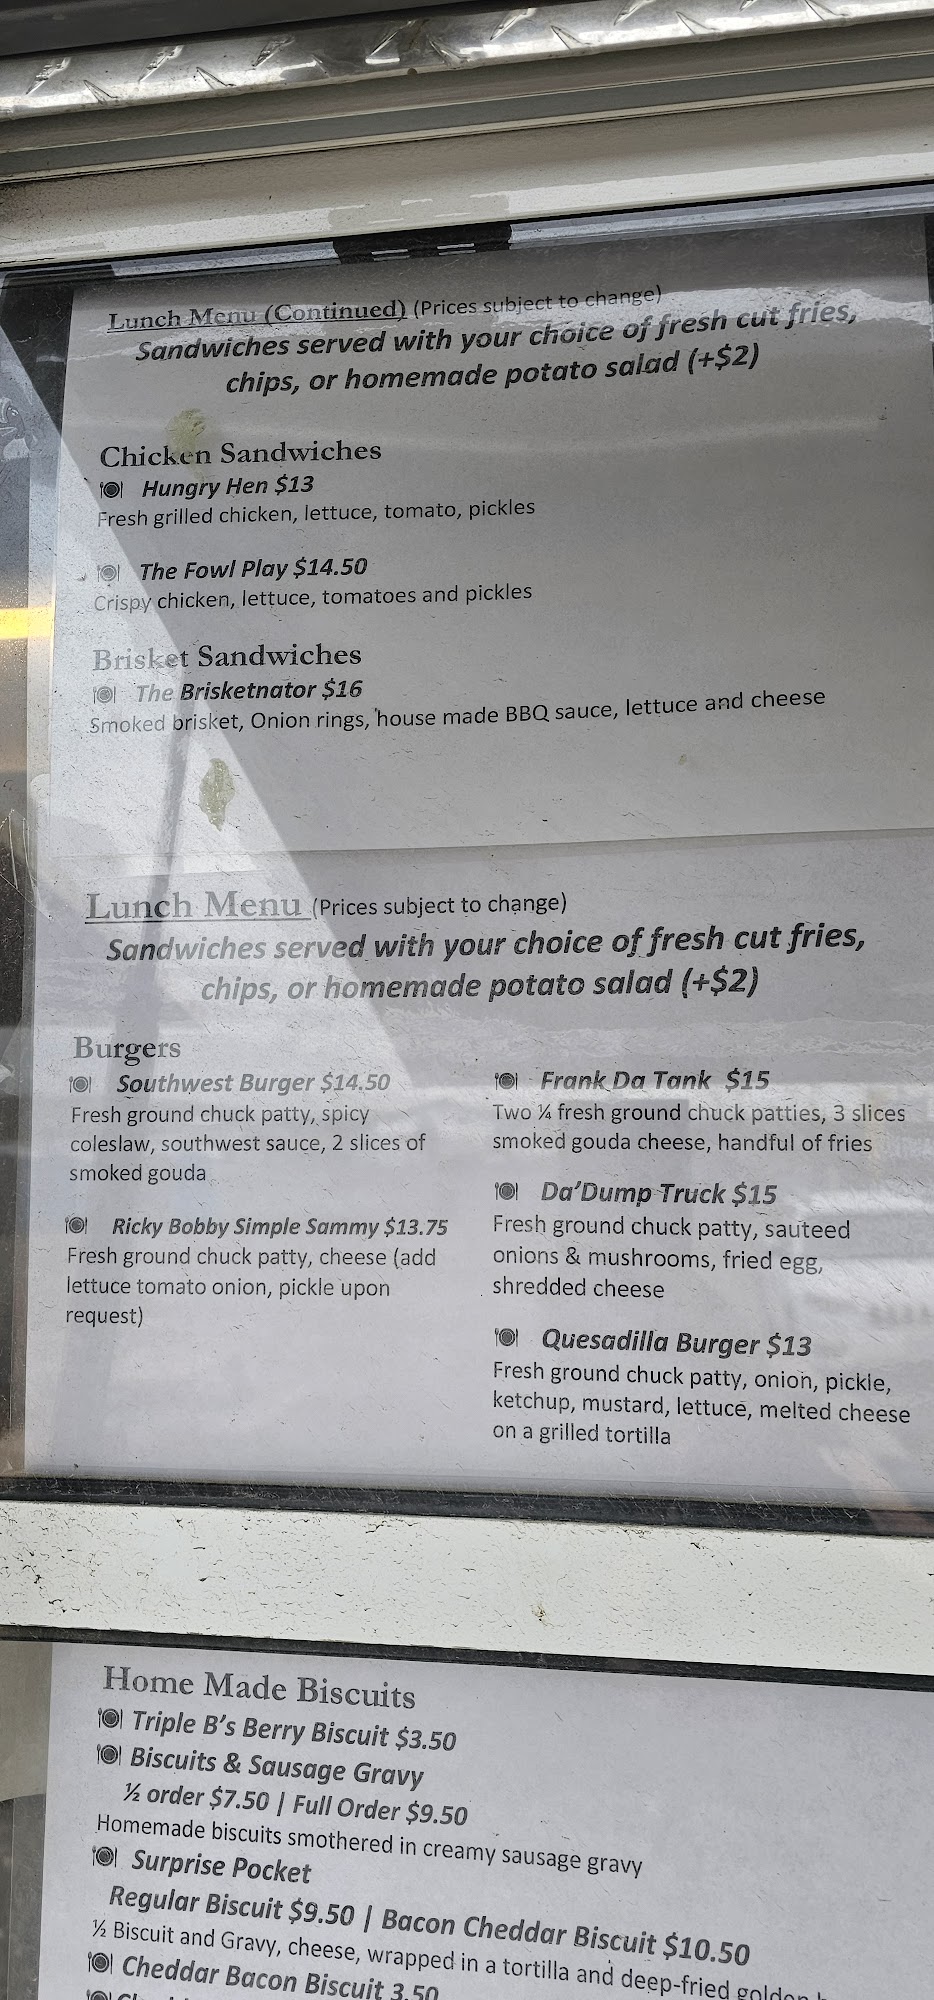 Lunch Menu (Continued) (Prices subject to change)
Sandwiches served with your choice of fresh cut fries,
chips, or homemade potato salad (+$2)
Chicken Sandwiches
Hungry Hen $13
Fresh grilled chicken, lettuce, tomato, pickles
The Fowl Play $14.50
Crispy chicken, lettuce, tomatoes and pickles
Brisket Sandwiches
The Brisketnator $16
Smoked brisket, Onion rings, house made BBQ sauce, lettuce and cheese
Lunch Menu (Prices subject to change)
Sandwiches served with your choice of fresh cut fries,
chips, or homemade potato salad (+$2)
Burgers
Southwest Burger $14.50
Fresh ground chuck patty, spicy
coleslaw, southwest sauce, 2 slices of
smoked gouda
Ricky Bobby Simple Sammy $13.75
Fresh ground chuck patty, cheese (add
lettuce tomato onion, pickle upon
request)
Frank Da Tank $15
Two ¼ fresh ground chuck patties, 3 slices
smoked gouda cheese, handful of fries
Da'Dump Truck $15
Fresh ground chuck patty, sauteed
onions & mushrooms, fried egg,
shredded cheese
Quesadilla Burger $13
Fresh ground chuck patty, onion, pickle,
ketchup, mustard, lettuce, melted cheese
on a grilled tortilla
Home Made Biscuits
Triple B's Berry Biscuit $3.50
Biscuits & Sausage Gravy
½ order $7.50 | Full Order $9.50
Homemade biscuits smothered in creamy sausage gravy
Surprise Pocket
Regular Biscuit $9.50 | Bacon Cheddar Biscuit $10.50
½ Biscuit and Gravy, cheese, wrapped in a tortilla and deep-fried golden
Cheddar Bacon Biscuit 3.50